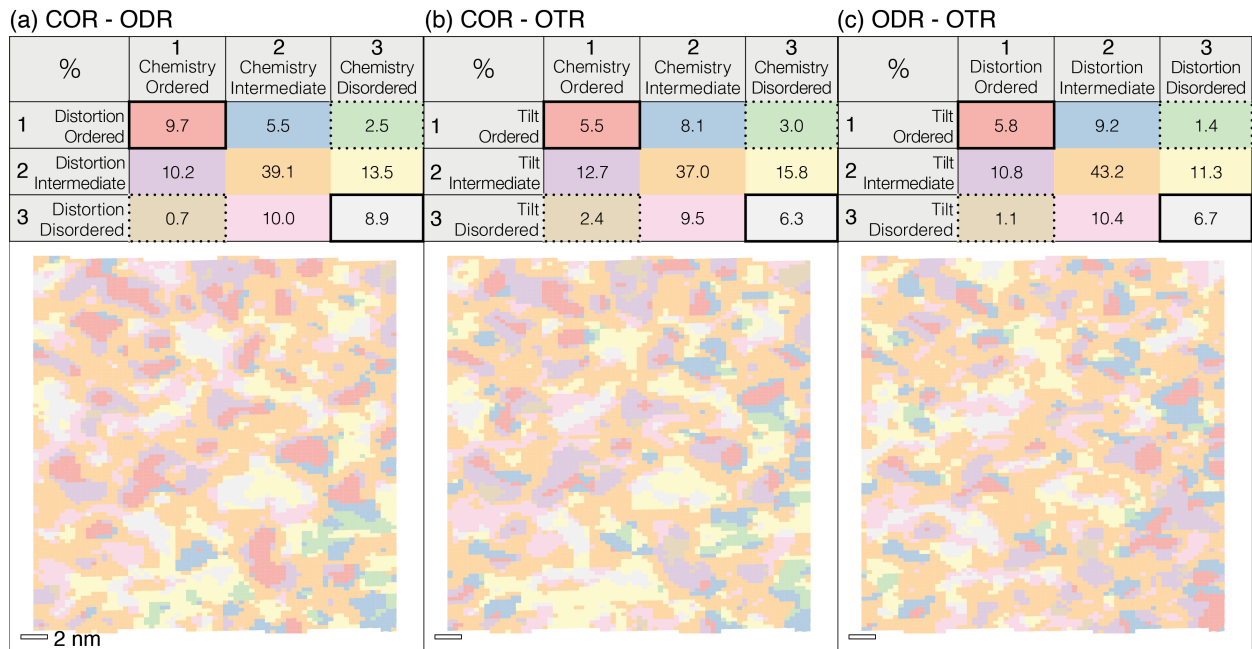 (a) COR - ODR
% 1 Chemistry Ordered 2 Chemistry Intermediate 3 Chemistry Disordered
1 Distortion Ordered 9.7 5.5 2.5
2 Distortion Intermediate 10.2 39.1 13.5
3 Distortion Disordered 0.7 10.0 8.9
2 nm
(b) COR - OTR
% 1 Chemistry Ordered 2 Chemistry Intermediate 3 Chemistry Disordered
1 Tilt Ordered 5.5 8.1 3.0
2 Tilt Intermediate 12.7 37.0 15.8
3 Tilt Disordered 2.4 9.5 6.3
(c) ODR - OTR
% 1 Distortion Ordered 2 Distortion Intermediate 3 Distortion Disordered
1 Tilt Ordered 5.8 9.2 1.4
2 Tilt Intermediate 10.8 43.2 11.3
3 Tilt Disordered 1.1 10.4 6.7